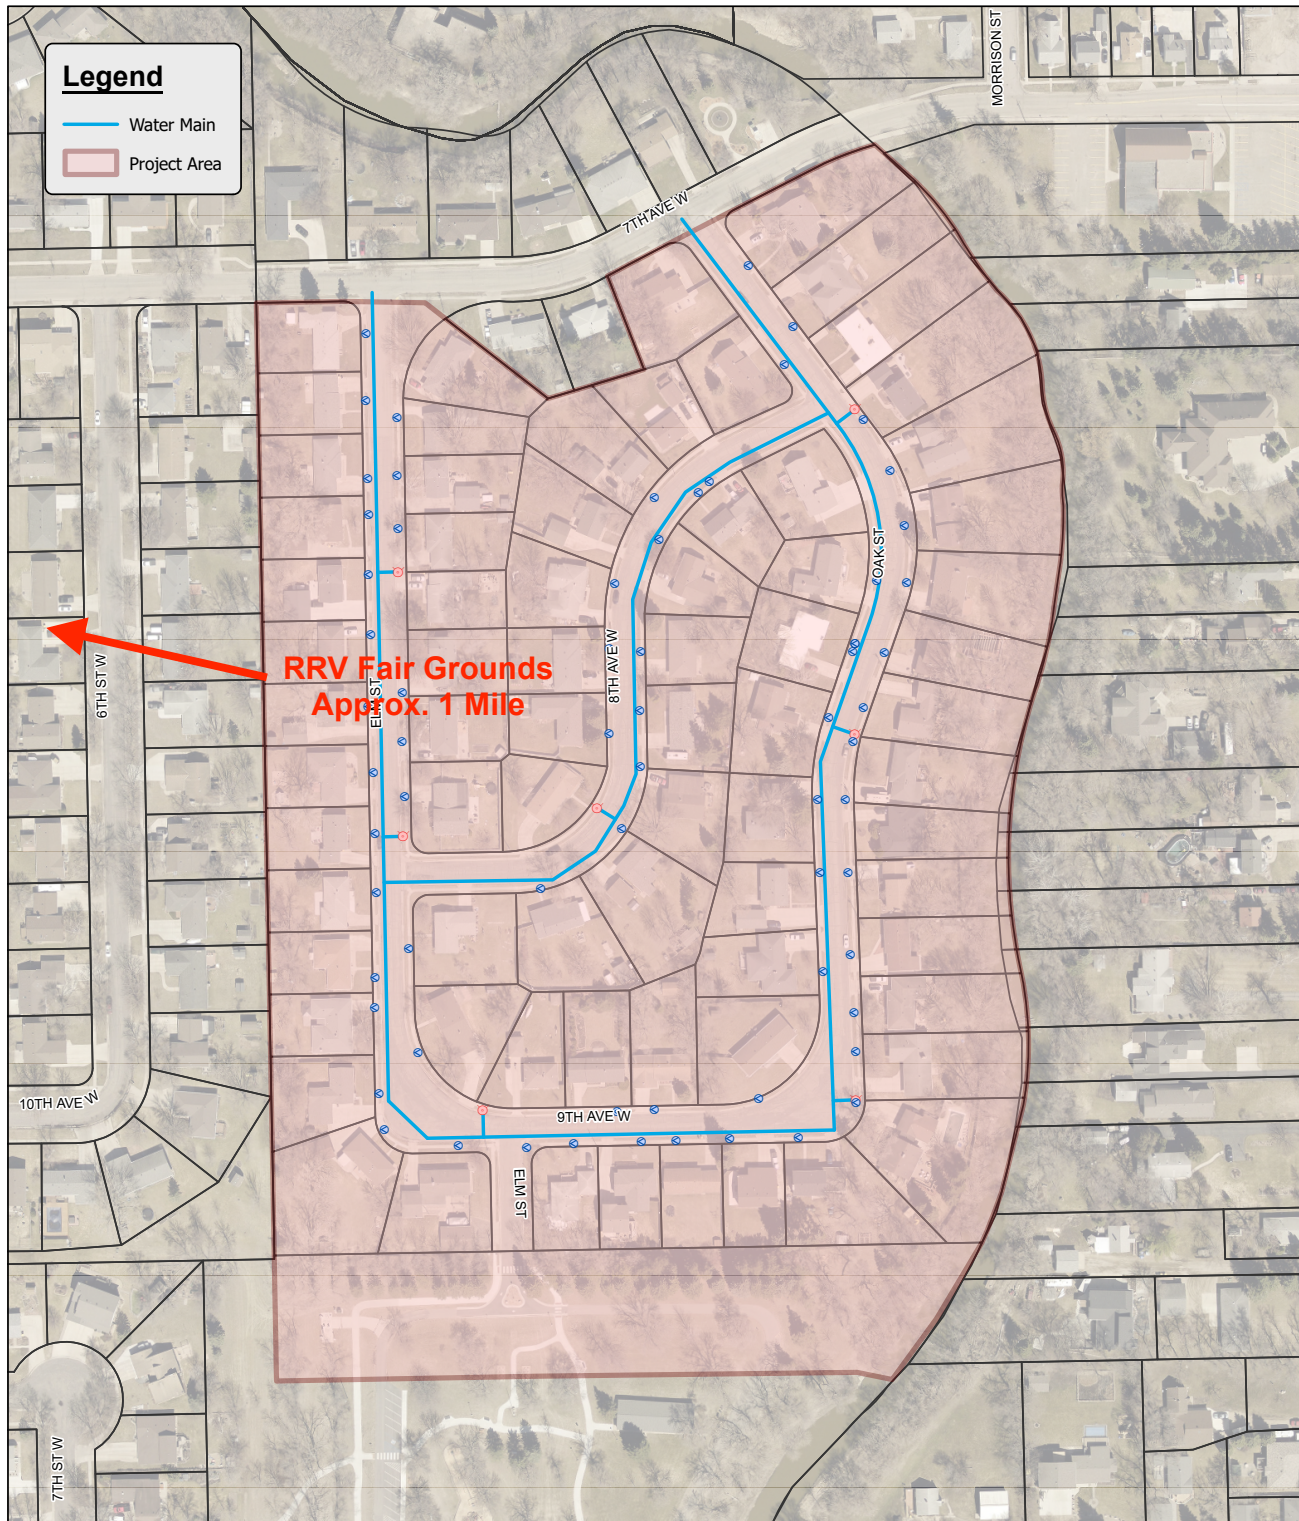 Legend
Water Main
Project Area
MORRISON ST
7TH AVE W
OAK ST
8TH AVE W
6TH ST W
RRV Fair Grounds
Approx. 1 Mile
ELM ST
10TH AVE W
9TH AVE W
ELM ST
7TH ST W